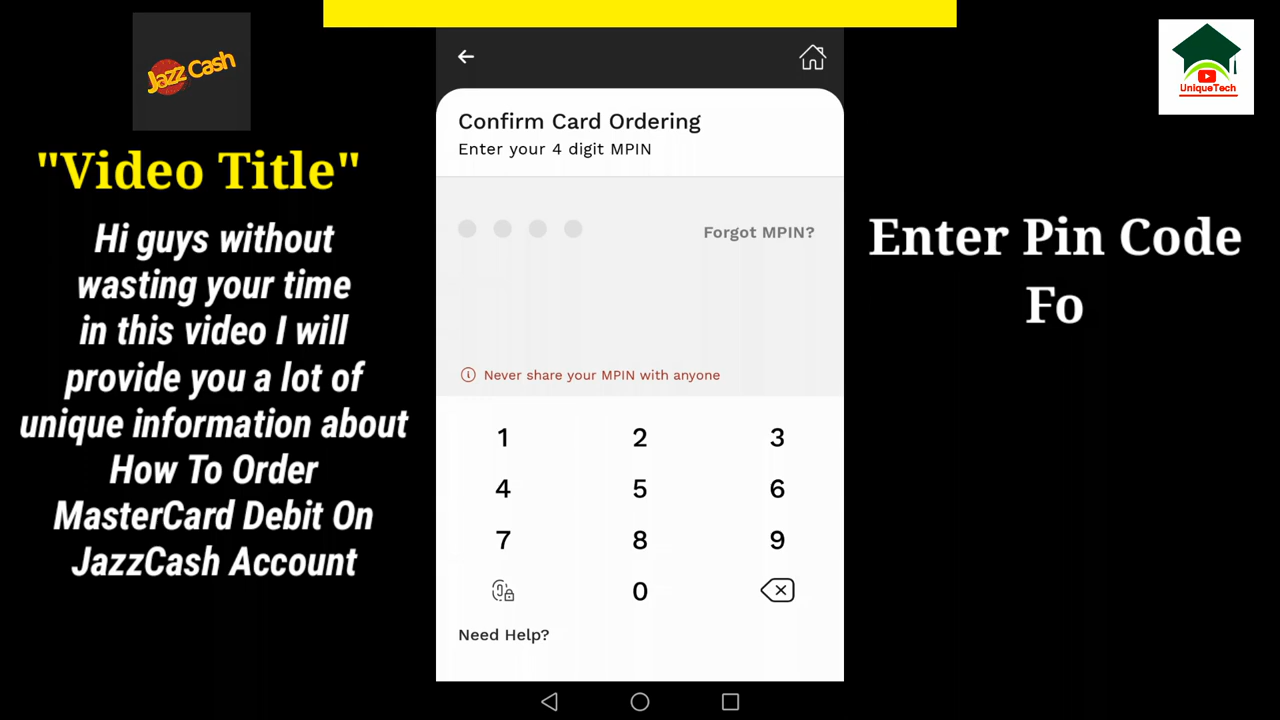 Jazz Cash
"Video Title"
Hi guys without
wasting your time
in this video I will
provide you a lot of
unique information about
How To Order
MasterCard Debit On
JazzCash Account
Confirm Card Ordering
Enter your 4 digit MPIN
Forgot MPIN?
Never share your MPIN with anyone
1 2 3
4 5 6
7 8 9
0
Need Help?
UniqueTech
Enter Pin Code
Fo